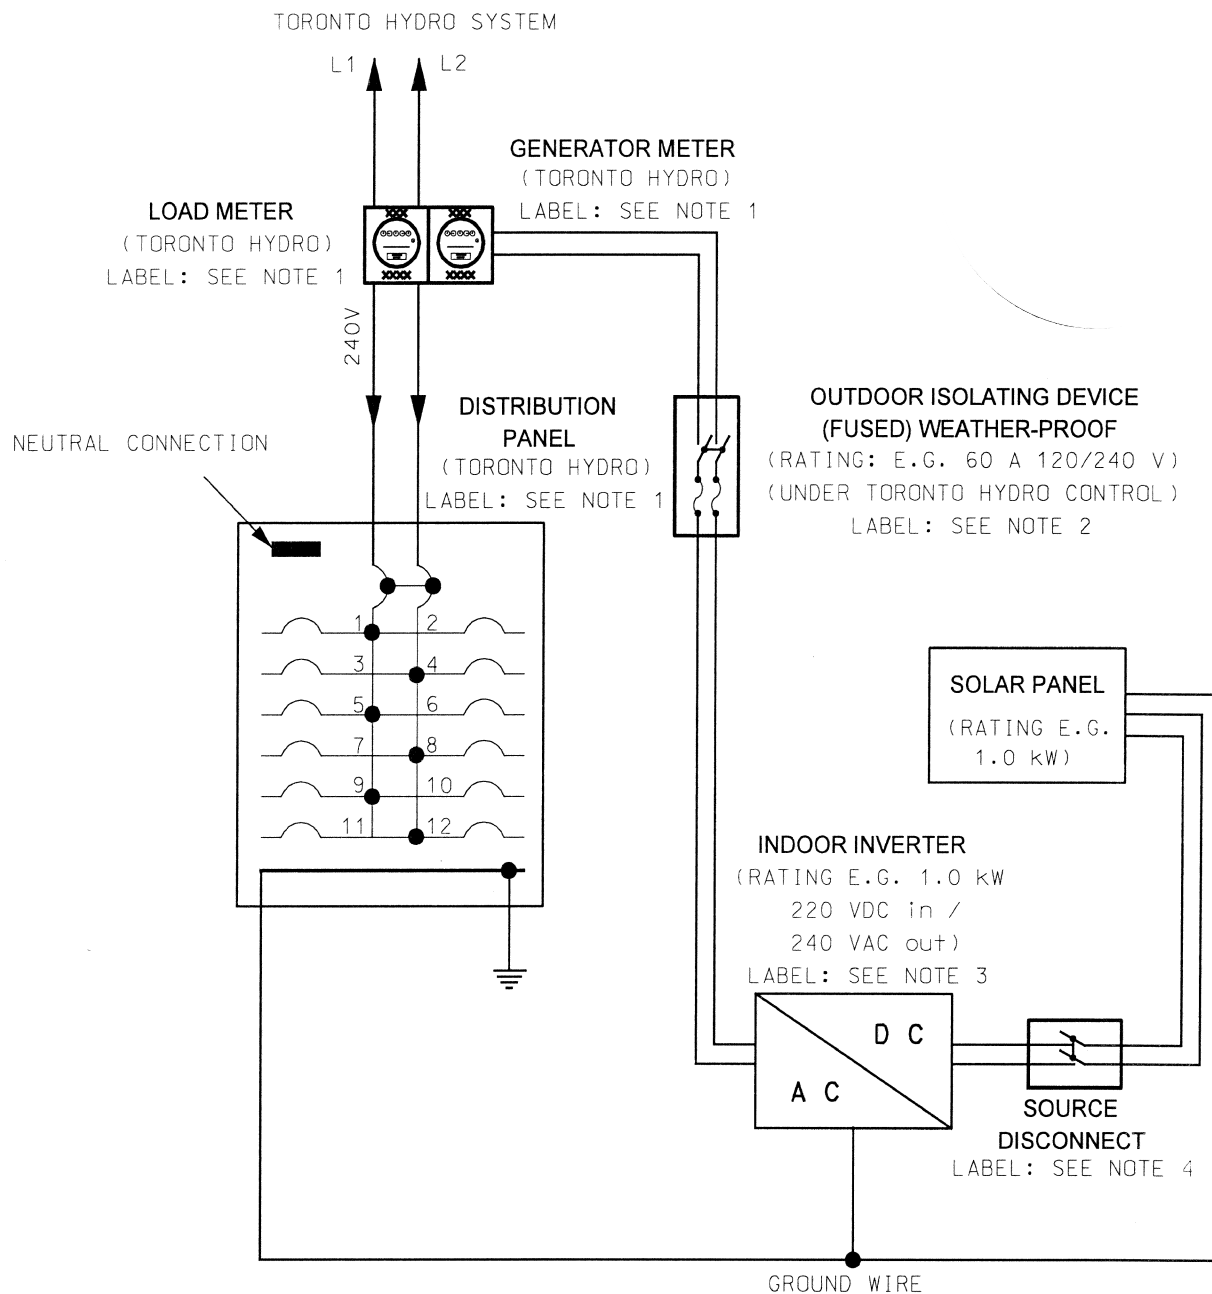 TORONTO HYDRO SYSTEM
L1
L2
GENERATOR METER
(TORONTO HYDRO)
LABEL: SEE NOTE 1
LOAD METER
(TORONTO HYDRO)
LABEL: SEE NOTE 1
240V
DISTRIBUTION
PANEL
(TORONTO HYDRO)
LABEL: SEE NOTE 1
OUTDOOR ISOLATING DEVICE
(FUSED) WEATHER-PROOF
(RATING: E.G. 60 A 120/240 V)
(UNDER TORONTO HYDRO CONTROL)
LABEL: SEE NOTE 2
NEUTRAL CONNECTION
1 2
3 4
5 6
7 8
9 10
11 12
SOLAR PANEL
(RATING E.G.
1.0 kW)
INDOOR INVERTER
(RATING E.G. 1.0 kW
220 VDC in /
240 VAC out)
LABEL: SEE NOTE 3
DC
AC
SOURCE
DISCONNECT
LABEL: SEE NOTE 4
GROUND WIRE